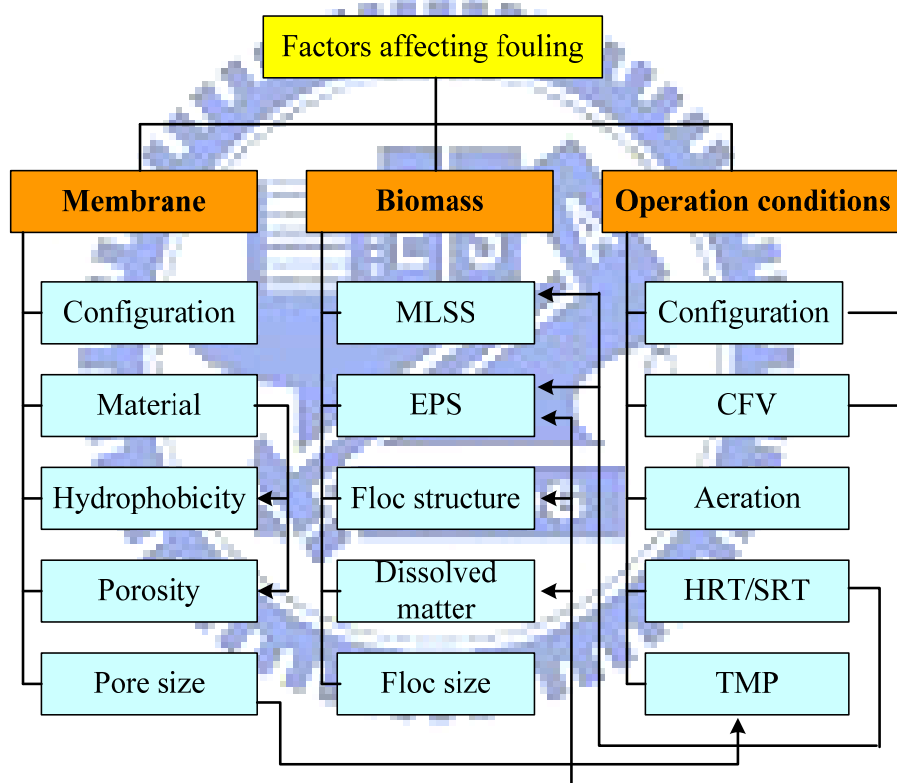 Factors affecting fouling
Membrane
Biomass
Operation conditions
Configuration
Material
Hydrophobicity
Porosity
Pore size
MLSS
EPS
Floc structure
Dissolved
matter
Floc size
Configuration
CFV
Aeration
HRT/SRT
TMP